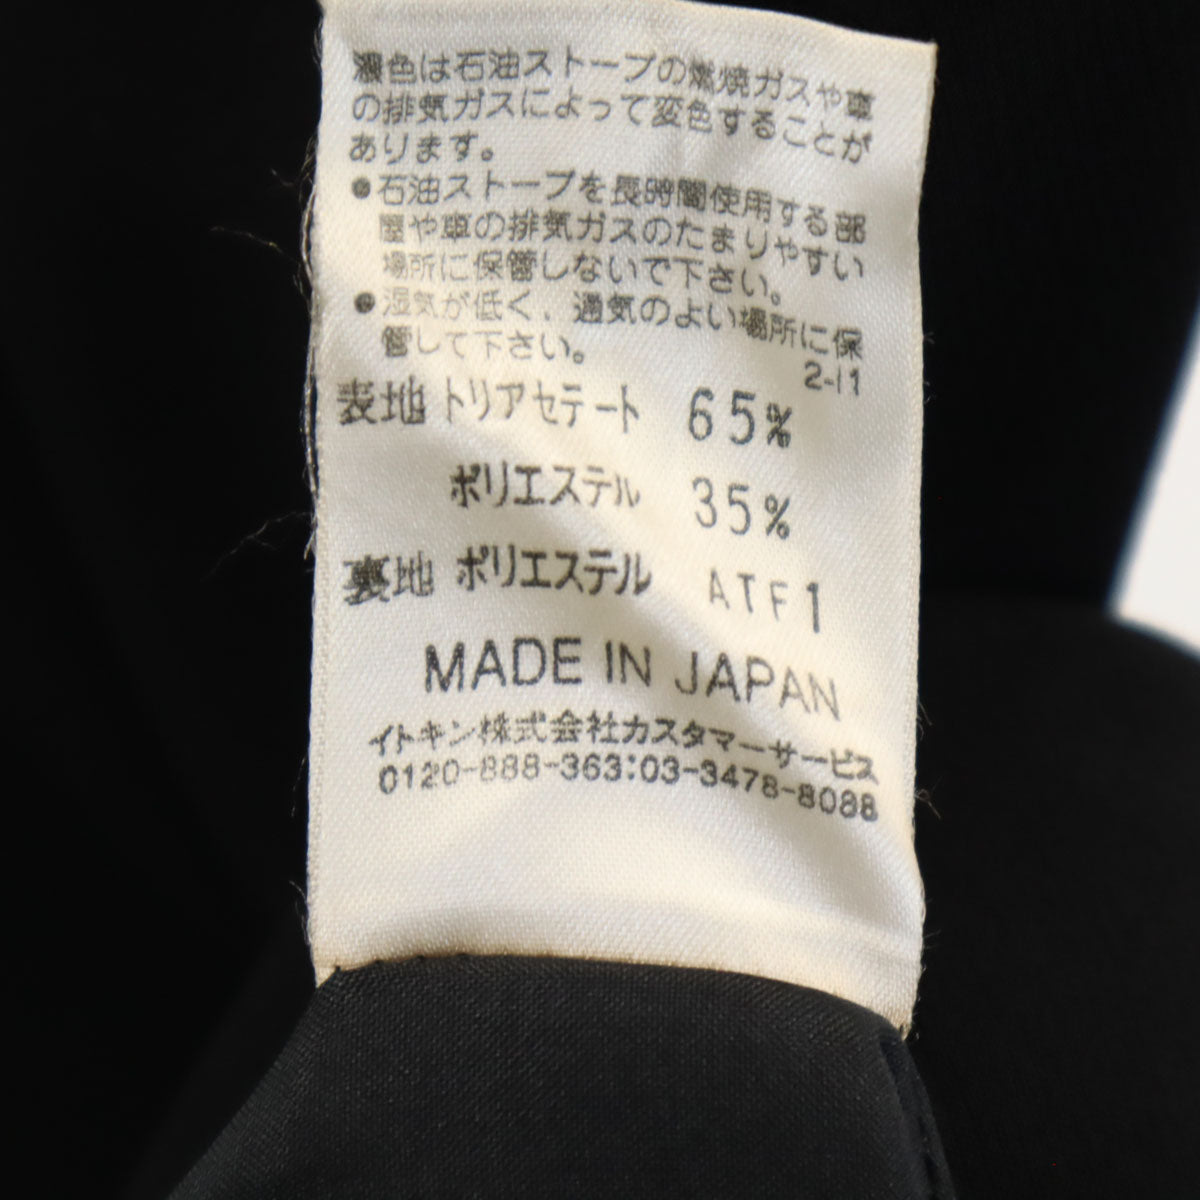 濃色は石油ストーブの燃焼ガスや車
の排気ガスによって変色することが
あります。
●石油ストーブを長時間使用する部
屋や車の排気ガスのたまりやすい
場所に保管しないで下さい。
●湿気が低く、通気のよい場所に保
管して下さい。
2-11
表地 トリアセテート 65%
ポリエステル 35%
裏地 ポリエステル ATF1
MADE IN JAPAN
イトキン株式会社カスタマーサービス
0120-888-363:03-3478-8088